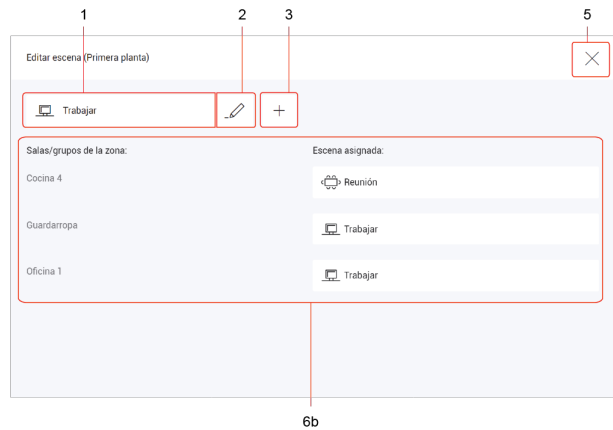 1 2 3 5
Editar escena (Primera planta)
Trabajar
Salas/grupos de la zona: Escena asignada:
Cocina 4 Reunión
Guardarropa Trabajar
Oficina 1 Trabajar
6b